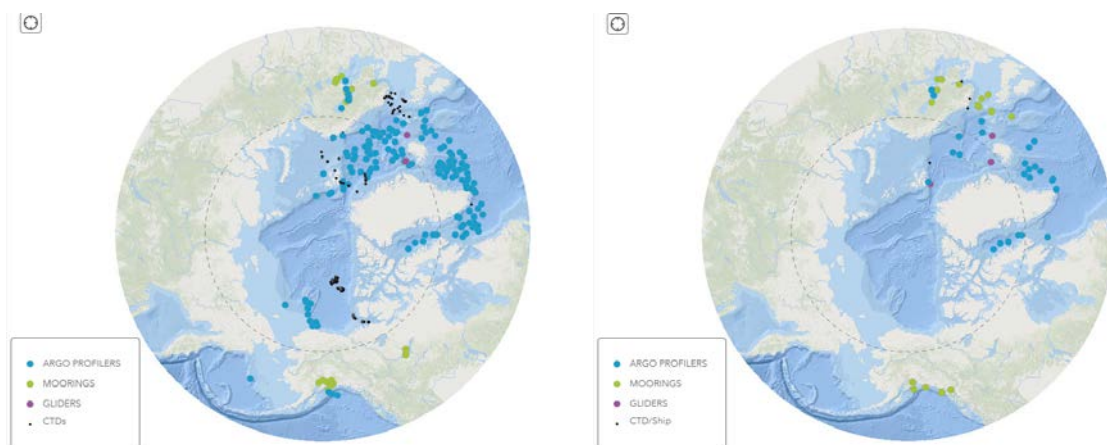 ARGO PROFILERS
MOORINGS
GLIDERS
CTDs
ARGO PROFILERS
MOORINGS
GLIDERS
CTD/Ship